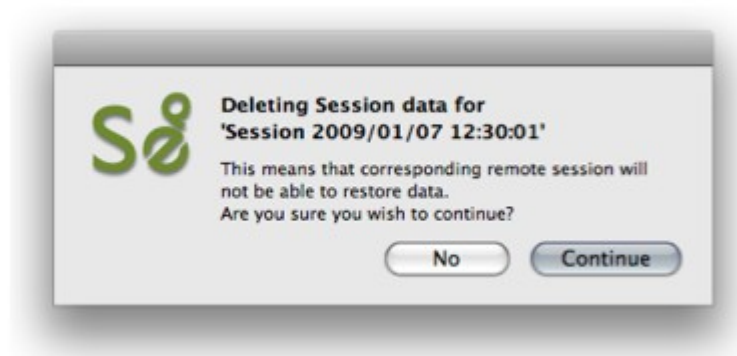 Sé
Deleting Session data for
'Session 2009/01/07 12:30:01'
This means that corresponding remote session will
not be able to restore data.
Are you sure you wish to continue?
No
Continue